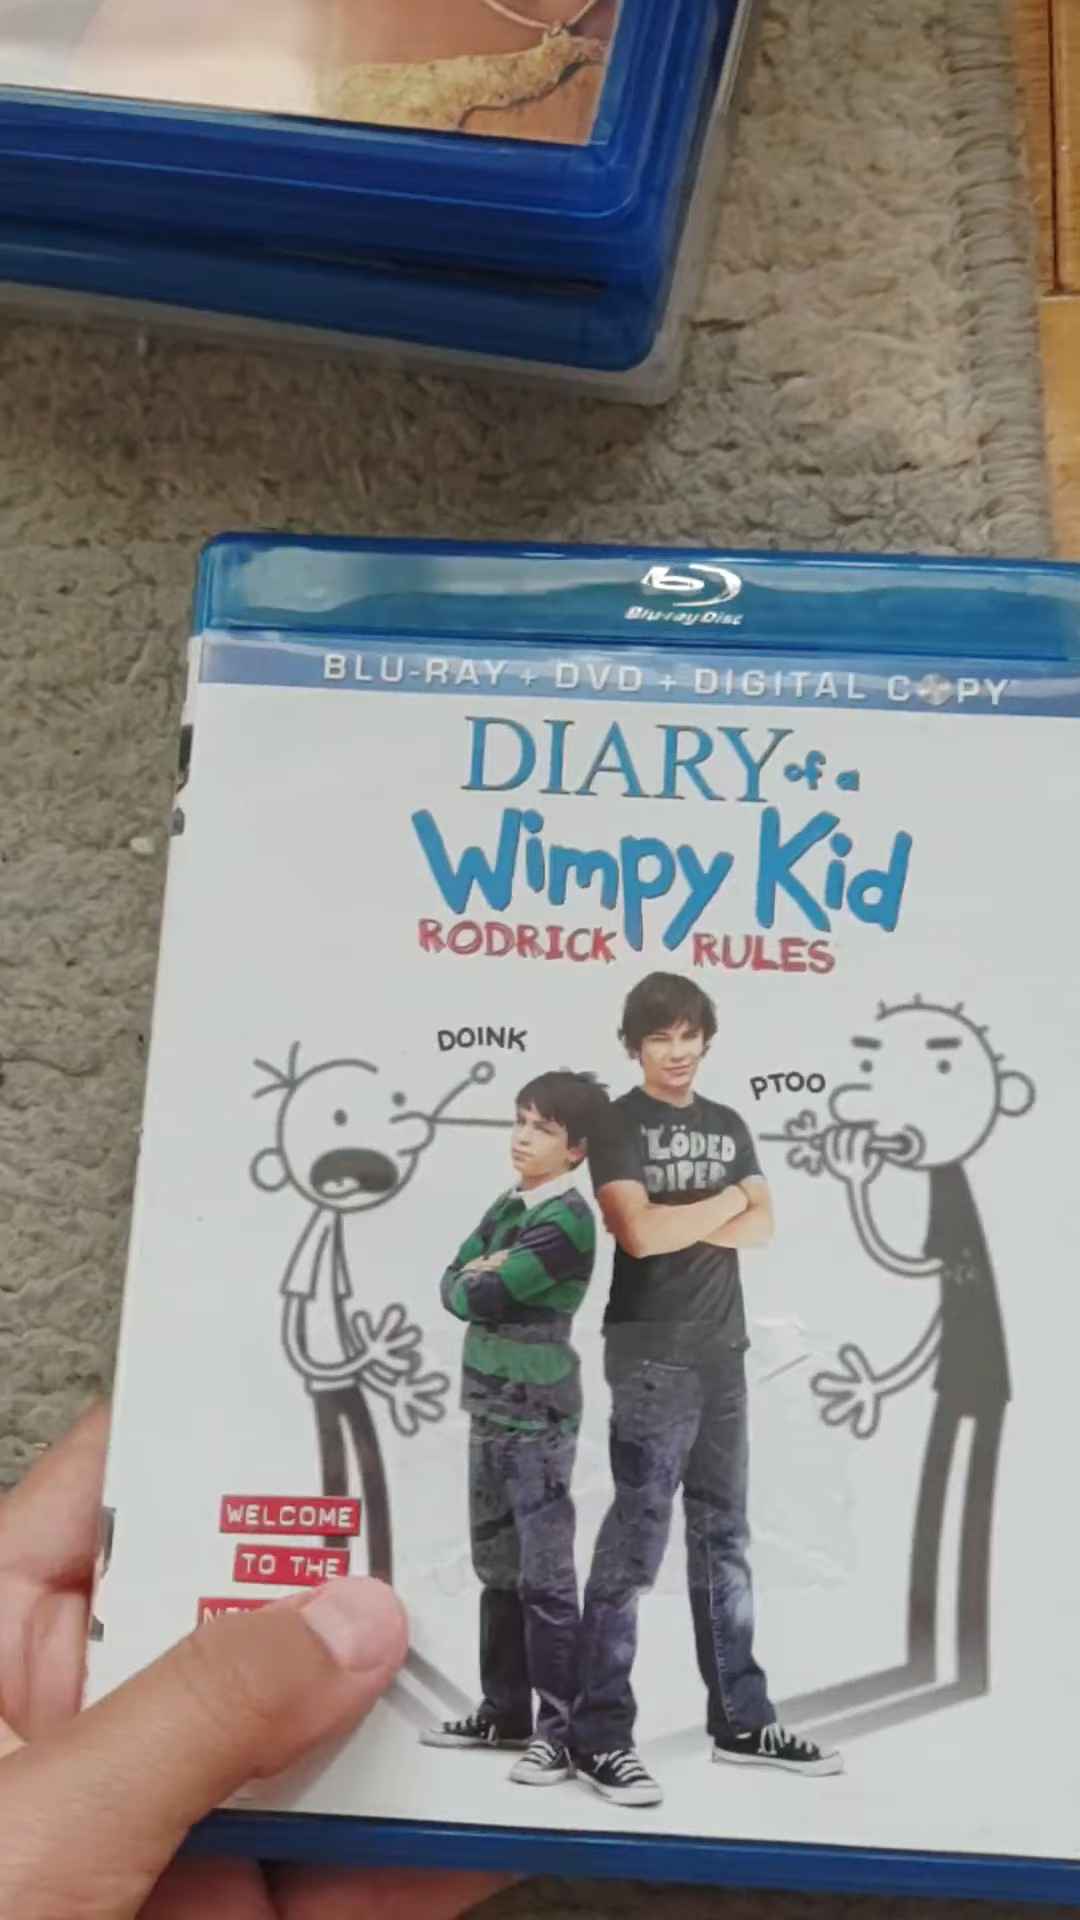 Blu-ray Disc
BLU-RAY + DVD + DIGITAL COPY
DIARY of a
Wimpy Kid
RODRICK RULES
DOINK
PTOO
LÖDED
DIPER
WELCOME
TO THE